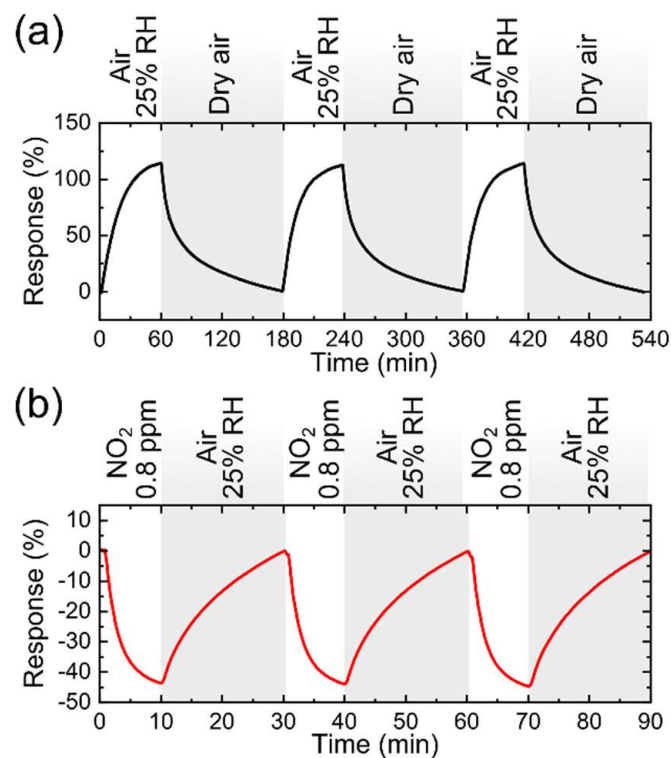 (a)
Air
25% RH
Dry air
Air
25% RH
Dry air
Air
25% RH
Dry air
150
100
50
0
Response (%)
0 60 120 180 240 300 360 420 480 540
Time (min)
(b)
NO2
0.8 ppm
Air
25% RH
NO2
0.8 ppm
Air
25% RH
NO2
0.8 ppm
Air
25% RH
10
0
-10
-20
-30
-40
-50
Response (%)
0 10 20 30 40 50 60 70 80 90
Time (min)